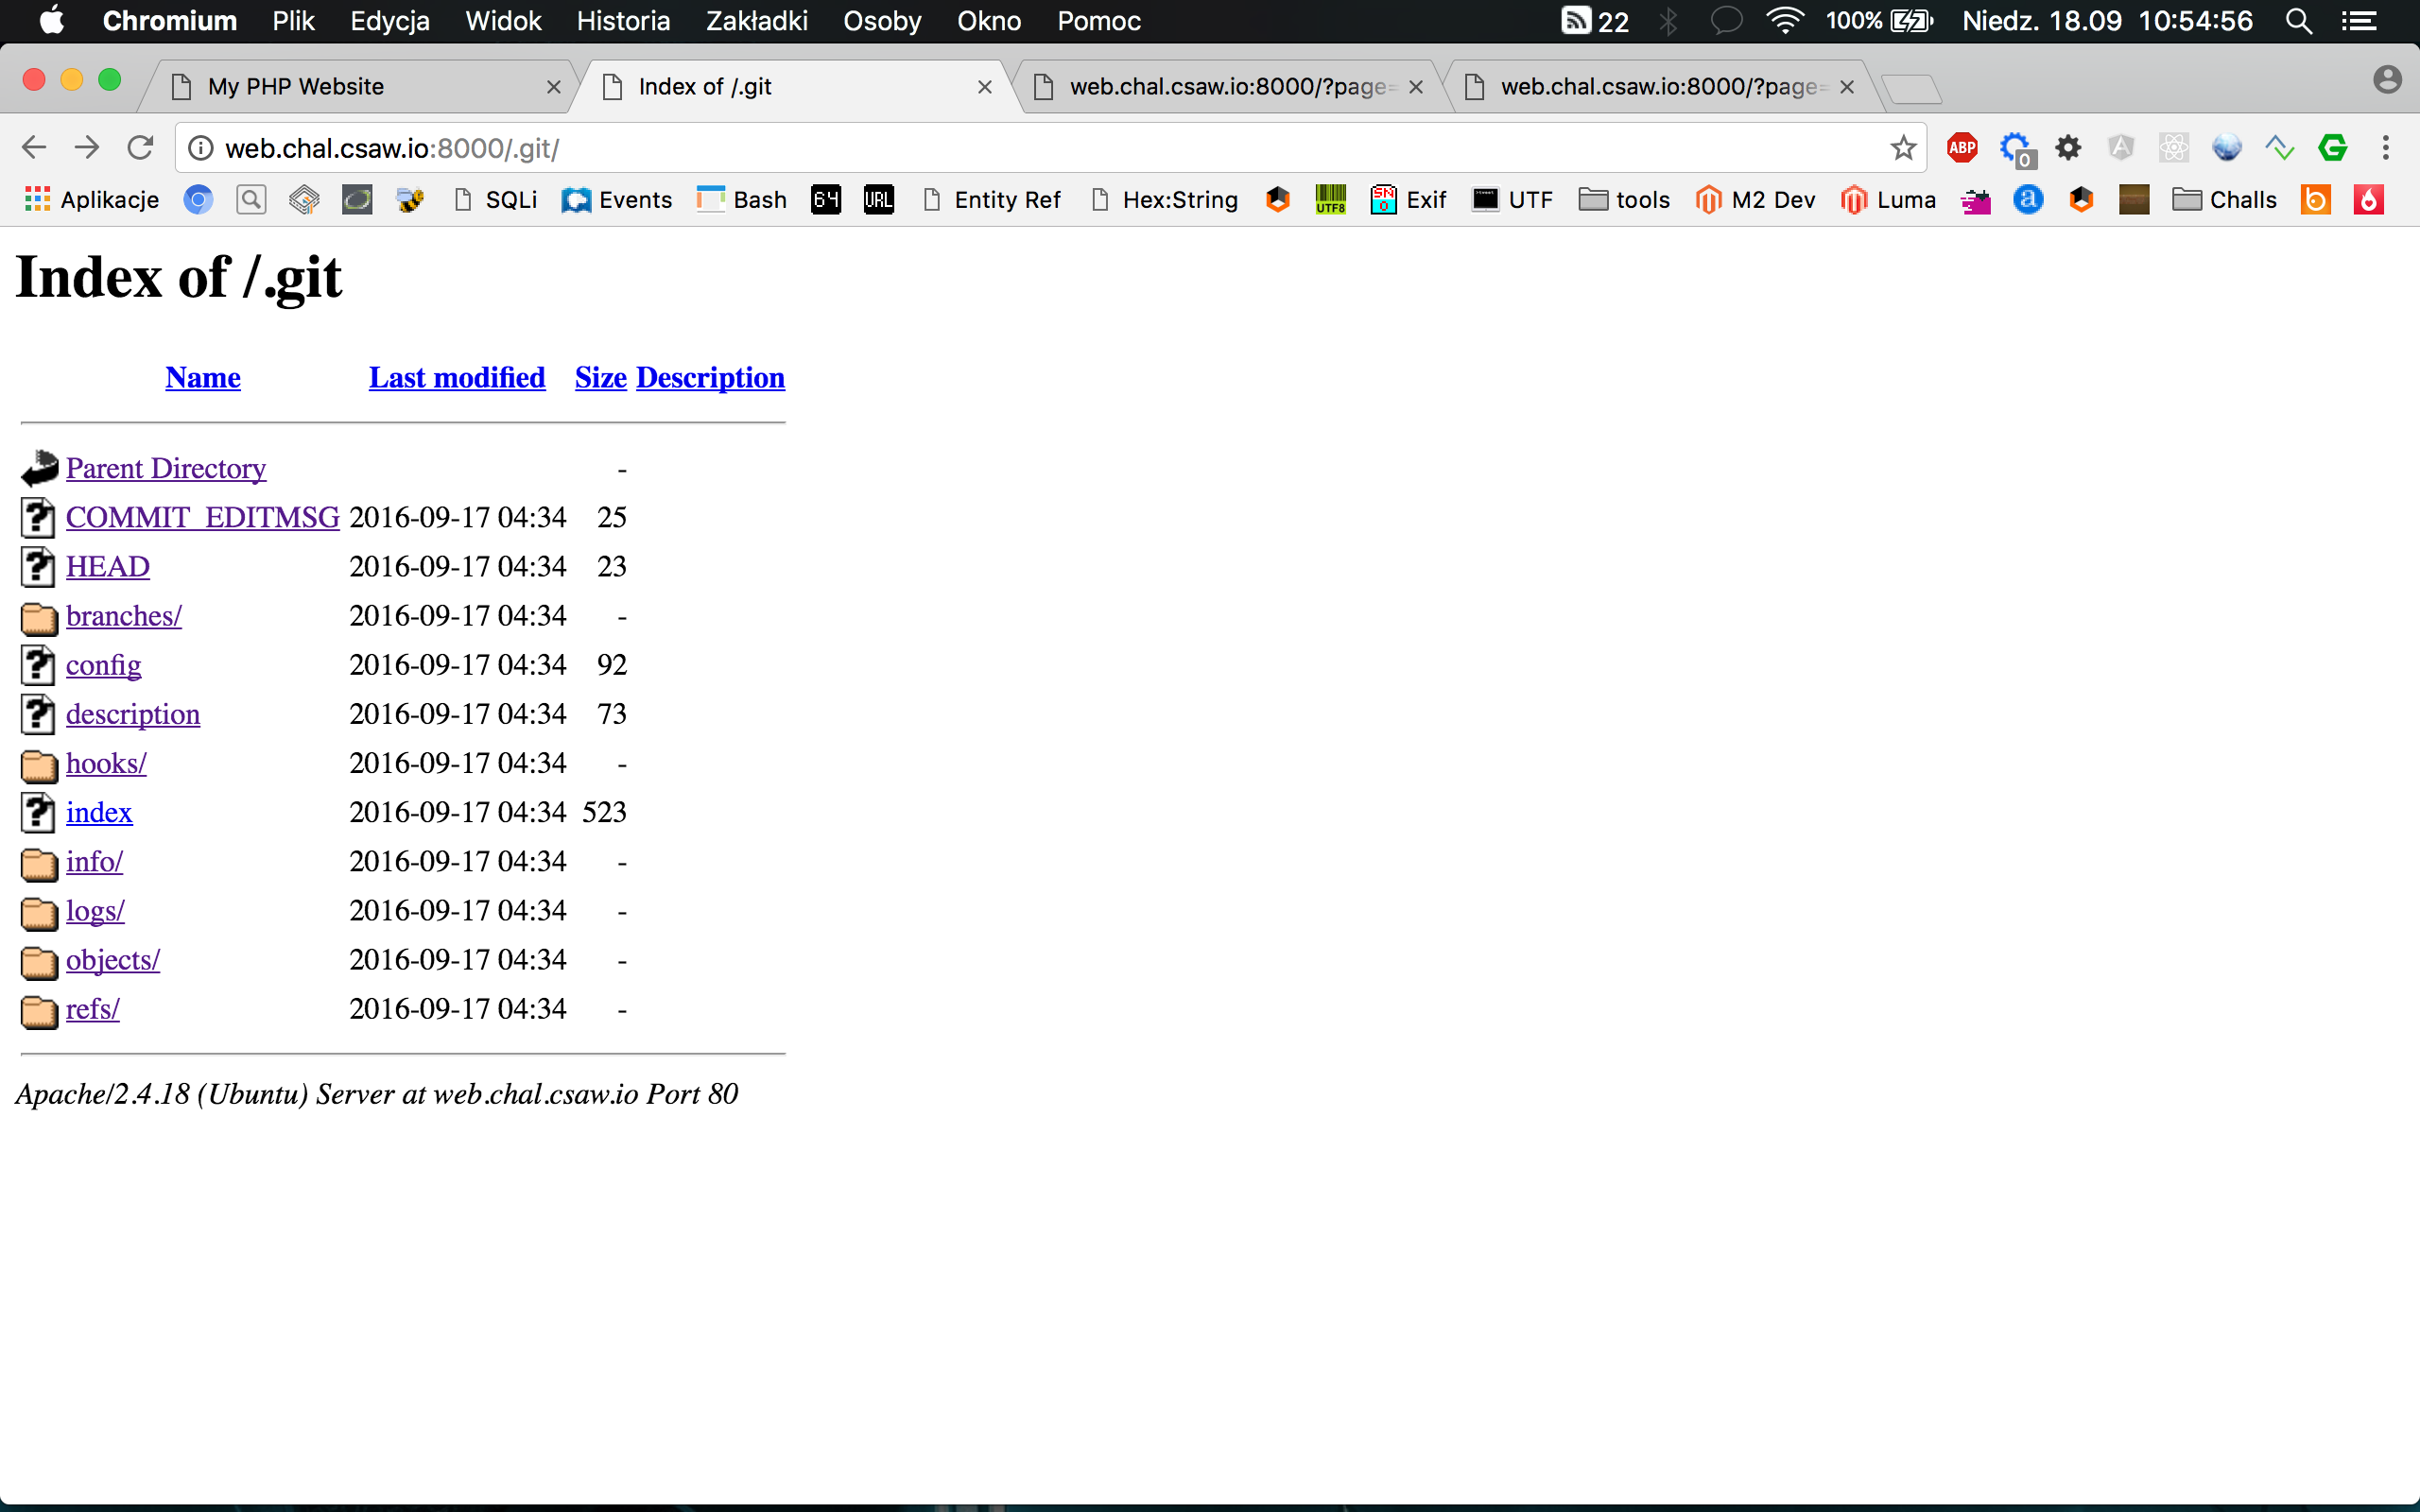 Chromium Plik Edycja Widok Historia Zakładki Osoby Okno Pomoc 22 100% Niedz. 18.09 10:54:56
My PHP Website Index of /.git web.chal.csaw.io:8000/?page= web.chal.csaw.io:8000/?page=
web.chal.csaw.io:8000/.git/ ABP 0
Aplikacje SQLi Events Bash 64 URL Entity Ref Hex:String UTF8 Exif UTF tools M2 Dev Luma a Challs b
Index of /.git
Name Last modified Size Description
Parent Directory -
COMMIT_EDITMSG 2016-09-17 04:34 25
HEAD 2016-09-17 04:34 23
branches/ 2016-09-17 04:34 -
config 2016-09-17 04:34 92
description 2016-09-17 04:34 73
hooks/ 2016-09-17 04:34 -
index 2016-09-17 04:34 523
info/ 2016-09-17 04:34 -
logs/ 2016-09-17 04:34 -
objects/ 2016-09-17 04:34 -
refs/ 2016-09-17 04:34 -
Apache/2.4.18 (Ubuntu) Server at web.chal.csaw.io Port 80